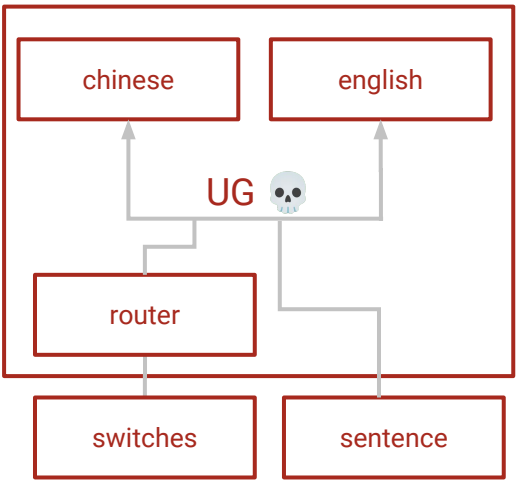 chinese
english
UG 💀
router
switches
sentence